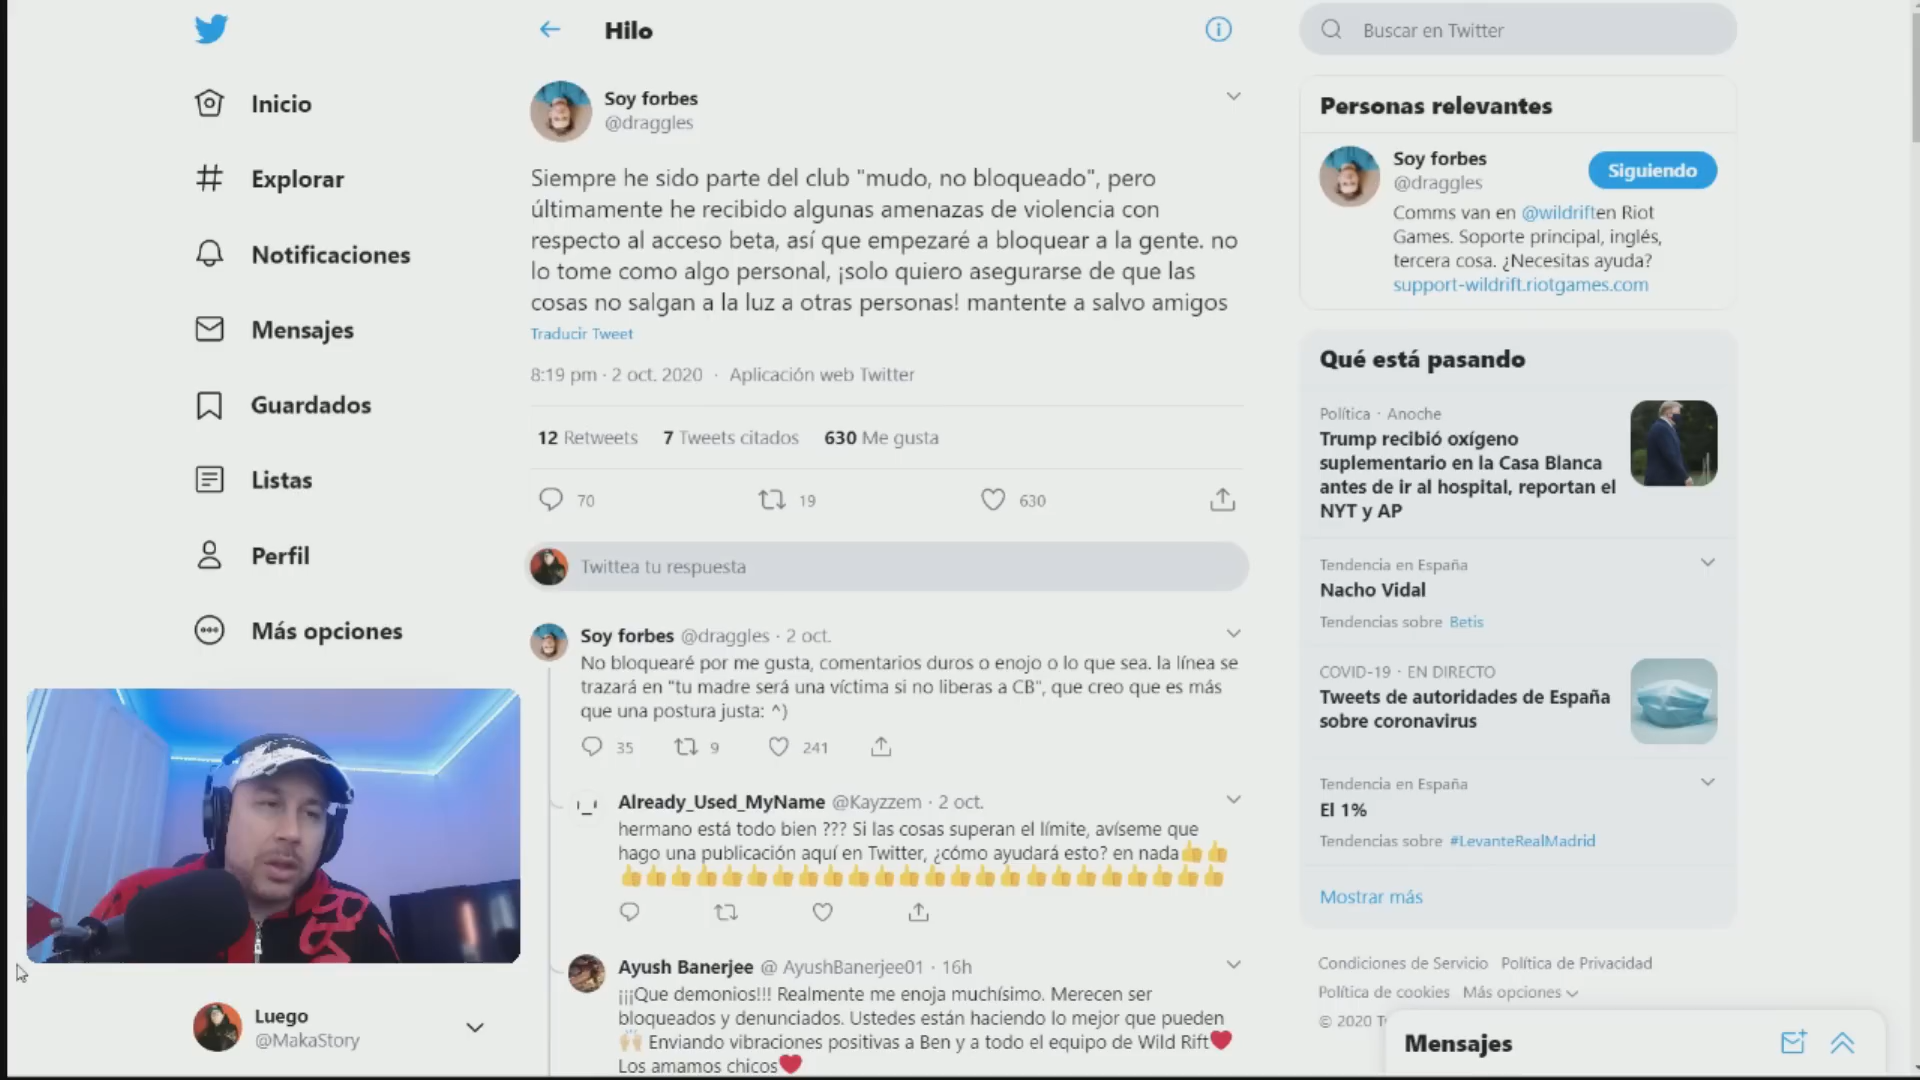 Inicio
Explorar
Notificaciones
Mensajes
Guardados
Listas
Perfil
Más opciones
Luego
@MakaStory
Hilo
Soy forbes
@draggles
Siempre he sido parte del club "mudo, no bloqueado", pero
últimamente he recibido algunas amenazas de violencia con
respecto al acceso beta, así que empezaré a bloquear a la gente. no
lo tome como algo personal, ¡solo quiero asegurarse de que las
cosas no salgan a la luz a otras personas! mantente a salvo amigos
Traducir Tweet
8:19 pm · 2 oct. 2020 · Aplicación web Twitter
12 Retweets 7 Tweets citados 630 Me gusta
70 19 630
Twittea tu respuesta
Soy forbes @draggles · 2 oct.
No bloquearé por me gusta, comentarios duros o enojo o lo que sea. la línea se
trazará en "tu madre será una víctima si no liberas a CB", que creo que es más
que una postura justa: ^)
35 9 241
Already_Used_MyName @Kayzzem · 2 oct.
hermano está todo bien ??? Si las cosas superan el límite, avíseme que
hago una publicación aquí en Twitter, ¿cómo ayudará esto? en nada👍👍
👍👍👍👍👍👍👍👍👍👍👍👍👍👍👍👍👍👍👍👍👍👍👍👍
Ayush Banerjee @ AyushBanerjee01 · 16h
¡¡¡Que demonios!!! Realmente me enoja muchísimo. Merecen ser
bloqueados y denunciados. Ustedes están haciendo lo mejor que pueden
🙌🏻 Enviando vibraciones positivas a Ben y a todo el equipo de Wild Rift❤️
Los amamos chicos❤️
Buscar en Twitter
Personas relevantes
Soy forbes
@draggles
Siguiendo
Comms van en @wildriften Riot
Games. Soporte principal, inglés,
tercera cosa. ¿Necesitas ayuda?
support-wildrift.riotgames.com
Qué está pasando
Política · Anoche
Trump recibió oxígeno
suplementario en la Casa Blanca
antes de ir al hospital, reportan el
NYT y AP
Tendencia en España
Nacho Vidal
Tendencias sobre Betis
COVID-19 · EN DIRECTO
Tweets de autoridades de España
sobre coronavirus
Tendencia en España
El 1%
Tendencias sobre #LevanteRealMadrid
Mostrar más
Condiciones de Servicio Política de Privacidad
Política de cookies Más opciones
© 2020 T
Mensajes